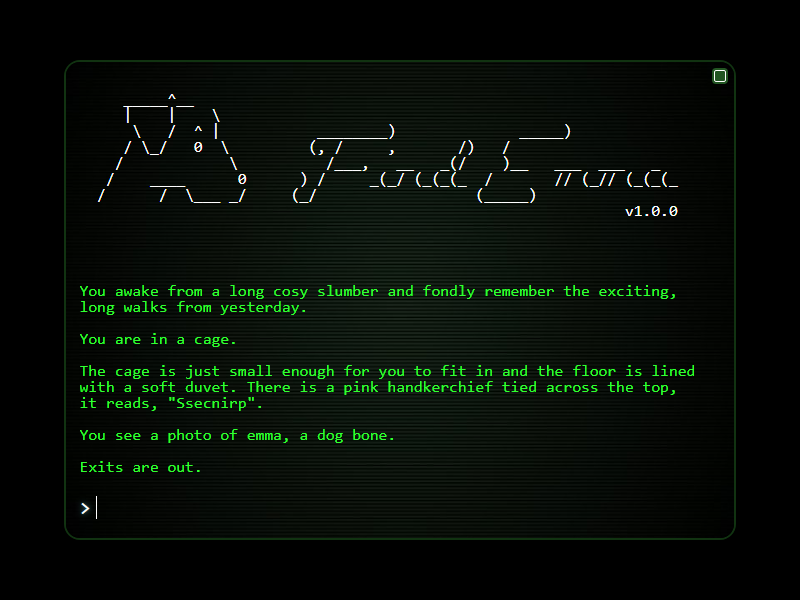 Find Emma
v1.0.0
You awake from a long cosy slumber and fondly remember the exciting,
long walks from yesterday.
You are in a cage.
The cage is just small enough for you to fit in and the floor is lined
with a soft duvet. There is a pink handkerchief tied across the top,
it reads, "Ssecnirp".
You see a photo of emma, a dog bone.
Exits are out.
>